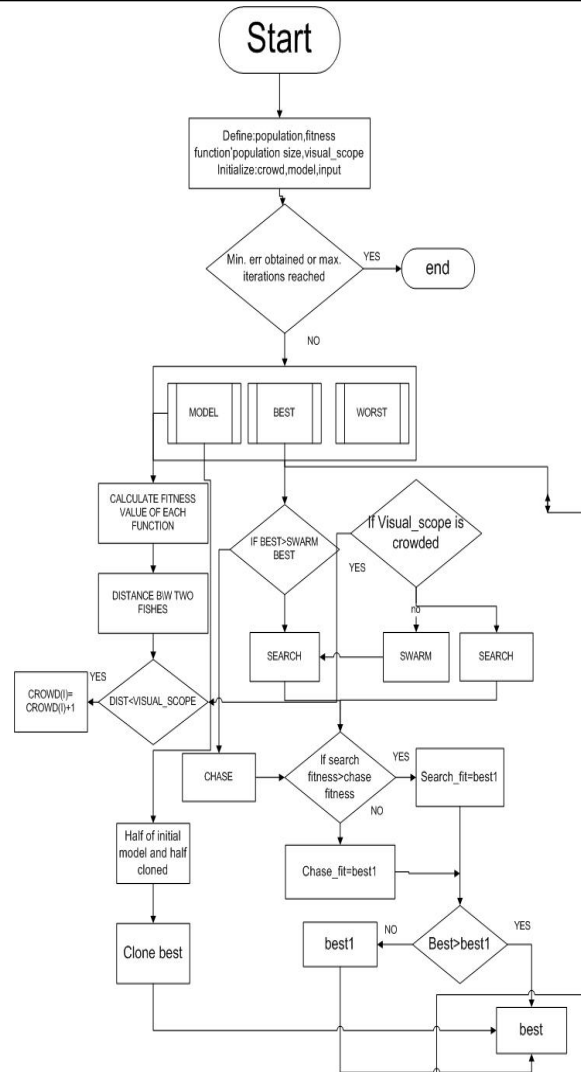 Start
Define:population,fitness
function'population size,visual_scope
Initialize:crowd,model,input
Min. err obtained or max.
iterations reached
YES
end
NO
MODEL
BEST
WORST
CALCULATE FITNESS
VALUE OF EACH
FUNCTION
IF BEST>SWARM
BEST
If Visual_scope is
crowded
YES
no
DISTANCE B\W TWO
FISHES
SEARCH
SWARM
SEARCH
YES
CROWD(I)=
CROWD(I)+1
DIST<VISUAL_SCOPE
CHASE
If search
fitness>chase
fitness
YES
Search_fit=best1
NO
Half of initial
model and half
cloned
Chase_fit=best1
Clone best
best1
NO
Best>best1
YES
best